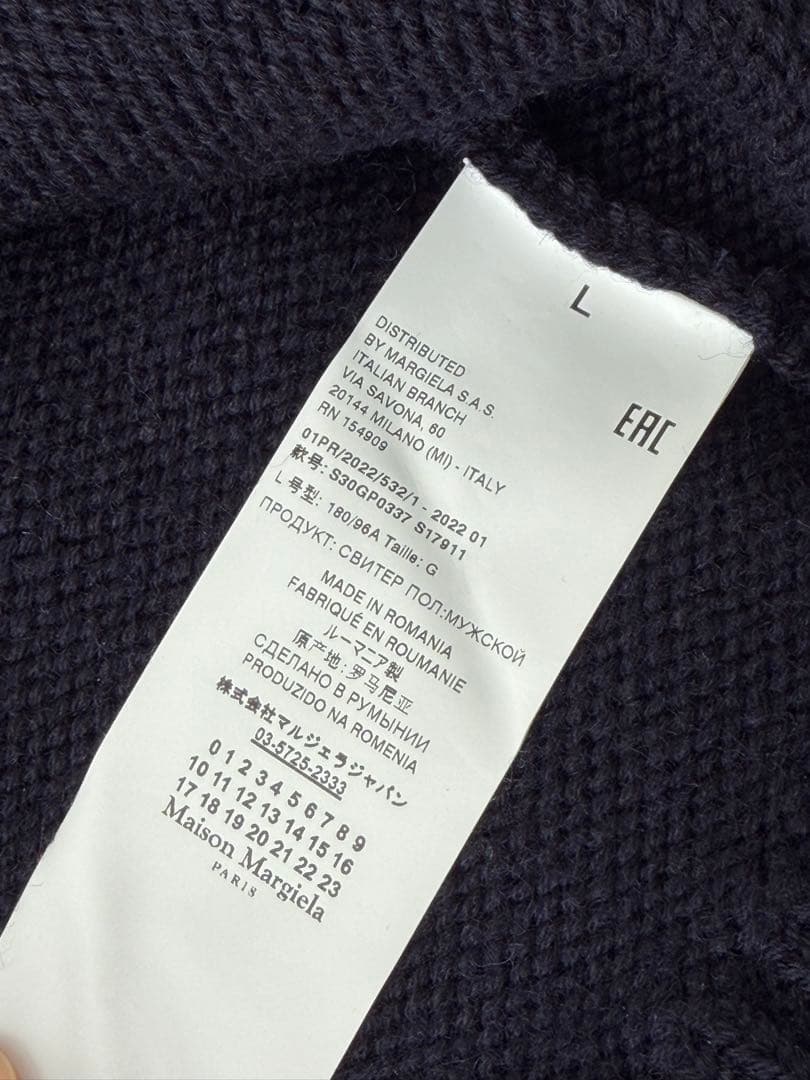 L
EAC
DISTRIBUTED
BY MARGIELA S.A.S.
ITALIAN BRANCH
VIA SAVONA, 60
20144 MILANO (MI) - ITALY
RN 154909
01PR/2022/532/1 - 2022 01
款号: S30GP0337 S17911
L 号型: 180/96A Taille: G
ПРОДУКТ: СВИТЕР ПОЛ:МУЖСКОЙ
MADE IN ROMANIA
FABRIQUÉ EN ROUMANIE
ルーマニア製
原产地: 罗马尼亚
СДЕЛАНО В РУМЫНИИ
PRODUZIDO NA ROMENIA
株式会社マルジェラジャパン
03-5725-2333
0 1 2 3 4 5 6 7 8 9
10 11 12 13 14 15 16
17 18 19 20 21 22 23
Maison Margiela
PARIS